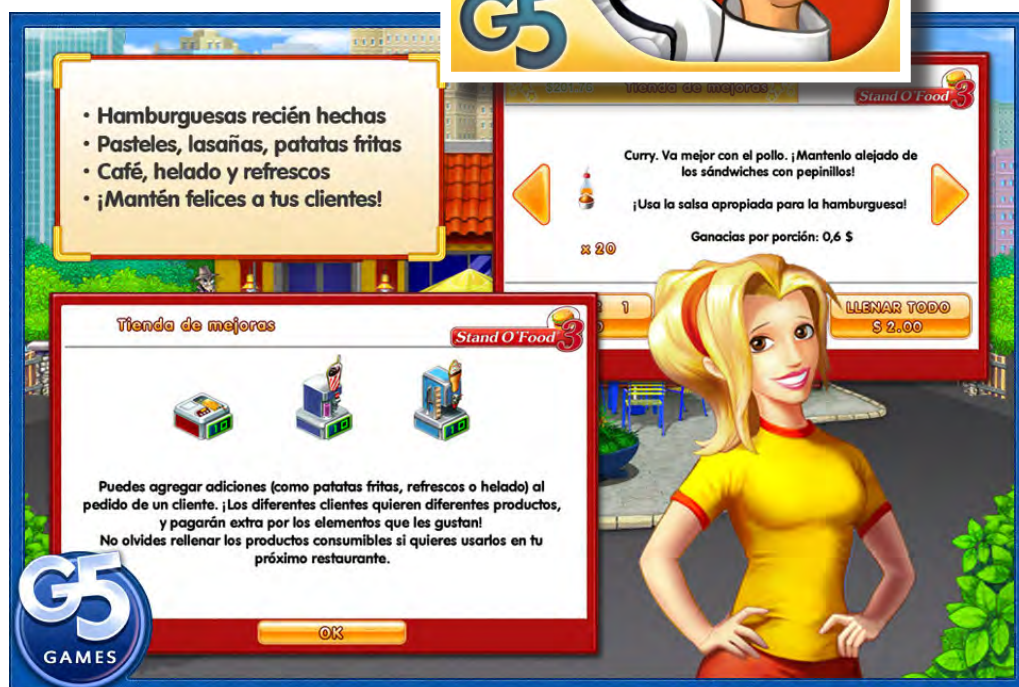 G5
• Hamburguesas recién hechas
• Pasteles, lasañas, patatas fritas
• Café, helado y refrescos
• ¡Mantén felices a tus clientes!
Tienda de mejoras
Stand O'Food 3
Curry. Va mejor con el pollo. ¡Mantenlo alejado de
los sándwiches con pepinillos!
¡Usa la salsa apropiada para la hamburguesa!
Ganacias por porción: 0,6 $
x 20
1
LLENAR TODO
$ 2.00
Tienda de mejoras
Stand O'Food 3
10
10
10
Puedes agregar adiciones (como patatas fritas, refrescos o helado) al
pedido de un cliente. ¡Los diferentes clientes quieren diferentes productos,
y pagarán extra por los elementos que les gustan!
No olvides rellenar los productos consumibles si quieres usarlos en tu
próximo restaurante.
OK
G5
GAMES